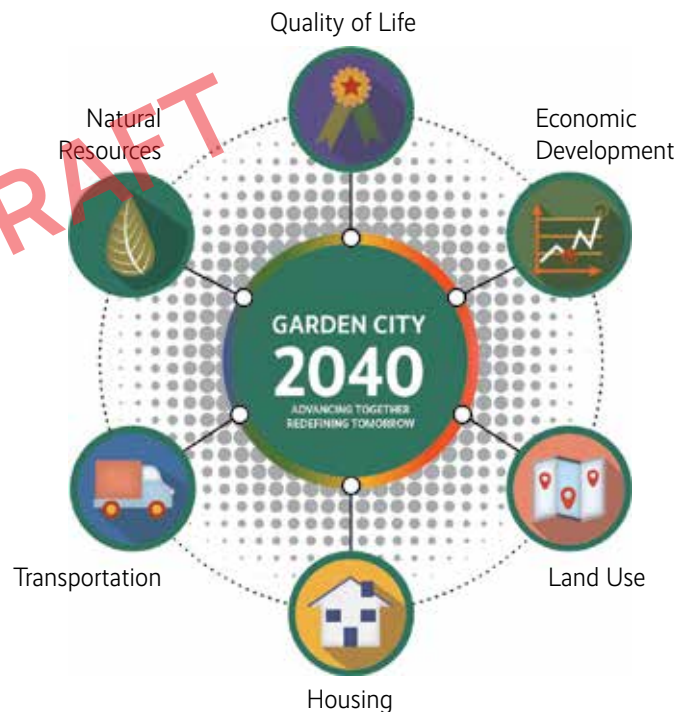 Quality of Life
Natural
Resources
Economic
Development
RAFT
GARDEN CITY
2040
ADVANCING TOGETHER
REDEFINING TOMORROW
Transportation
Land Use
Housing